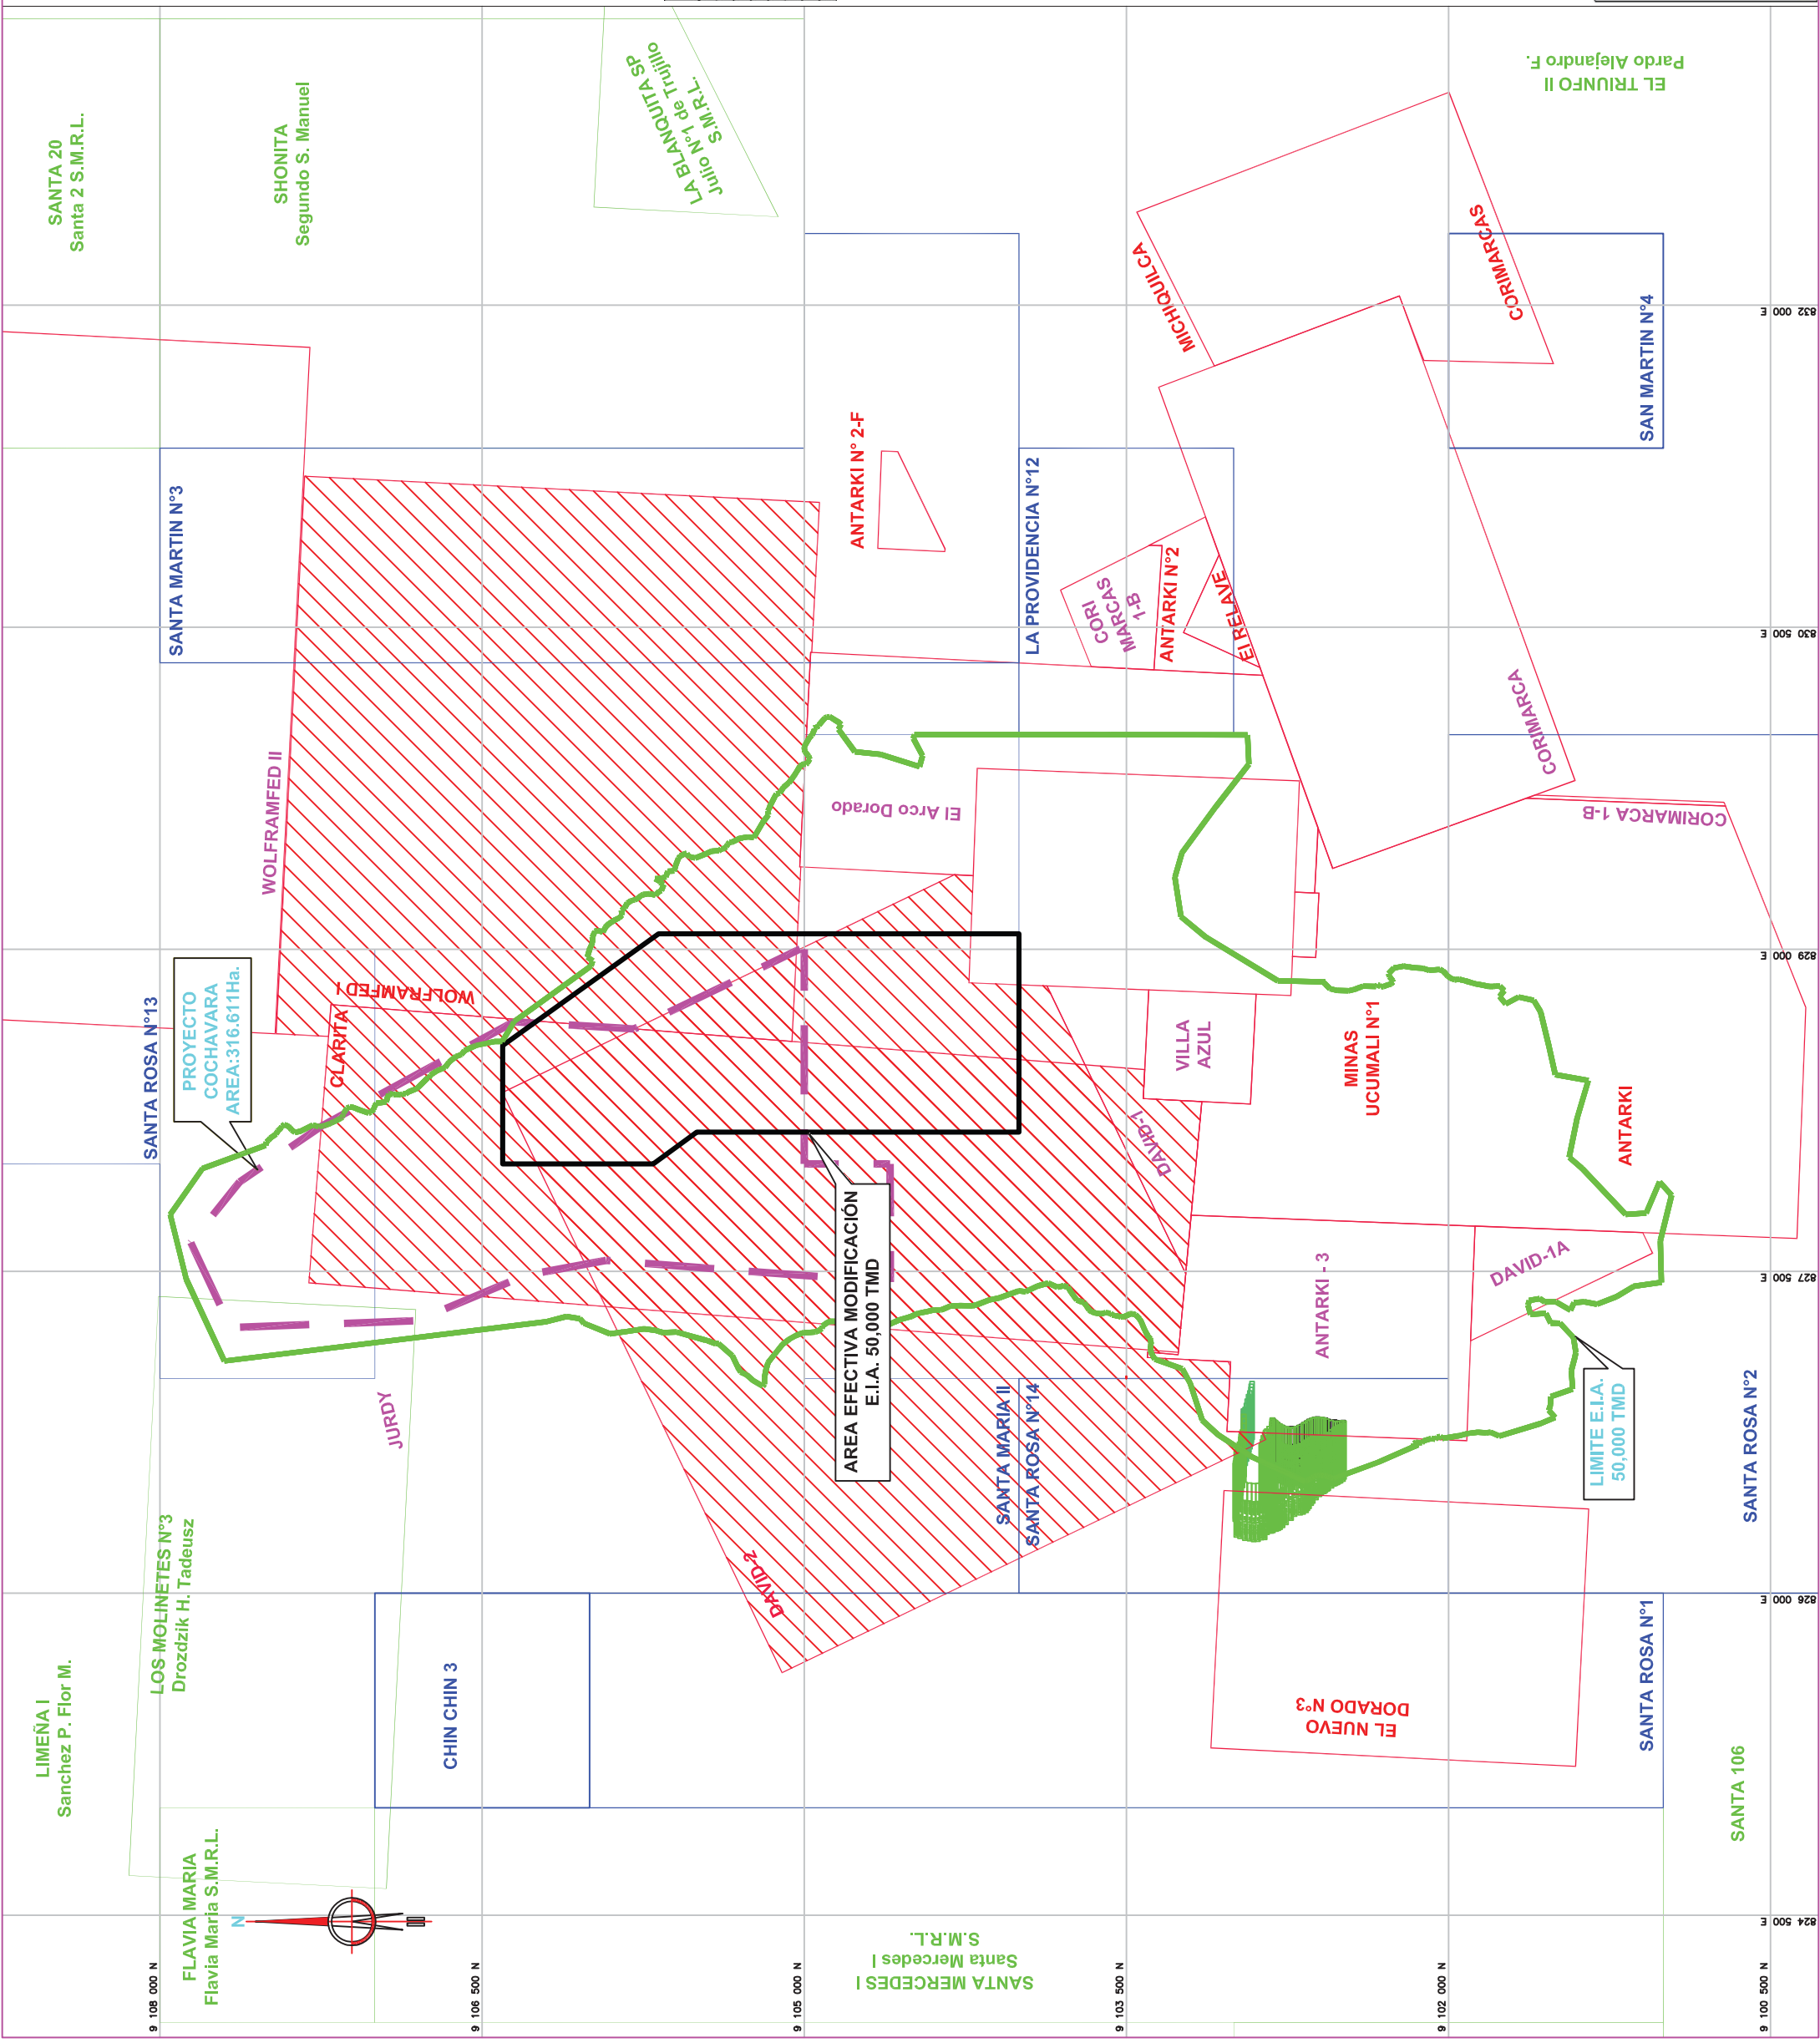 SANTA 20
Santa 2 S.M.R.L.
SHONITA
Segundo S. Manuel
LA BLANQUITA SP
Julio N°1 de Trujillo
S.M.R.L.
EL TRIUNFO II
Pardo Alejandro F.
MICHIQUILCA
CORIMARCAS
SAN MARTIN N°4
832 000 E
SANTA MARTIN N°3
ANTARKI N° 2-F
LA PROVIDENCIA N°12
CORI
MARCAS
1-B
ANTARKI N°2
El RELAVE
830 500 E
CORIMARCA
CORIMARCA 1-B
WOLFRAMFED II
El Arco Dorado
829 000 E
WOLFRAMFED I
CLARITA
SANTA ROSA N°13
PROYECTO
COCHAVARA
AREA:316.611Ha.
VILLA
AZUL
MINAS
UCUMALI N°1
DAVID-1
ANTARKI
AREA EFECTIVA MODIFICACIÓN
E.I.A. 50,000 TMD
ANTARKI - 3
DAVID-1A
827 500 E
JURDY
SANTA MARIA II
SANTA ROSA N°14
LIMITE E.I.A.
50,000 TMD
SANTA ROSA N°2
LOS MOLINETES N°3
Drozdzik H. Tadeusz
DAVID-2
826 000 E
LIMEÑA I
Sanchez P. Flor M.
CHIN CHIN 3
EL NUEVO
DORADO N°3
SANTA ROSA N°1
SANTA 106
FLAVIA MARIA
Flavia Maria S.M.R.L.
N
SANTA MERCEDES I
Santa Mercedes I
S.M.R.L.
824 500 E
9 108 000 N
9 106 500 N
9 105 000 N
9 103 500 N
9 102 000 N
9 100 500 N